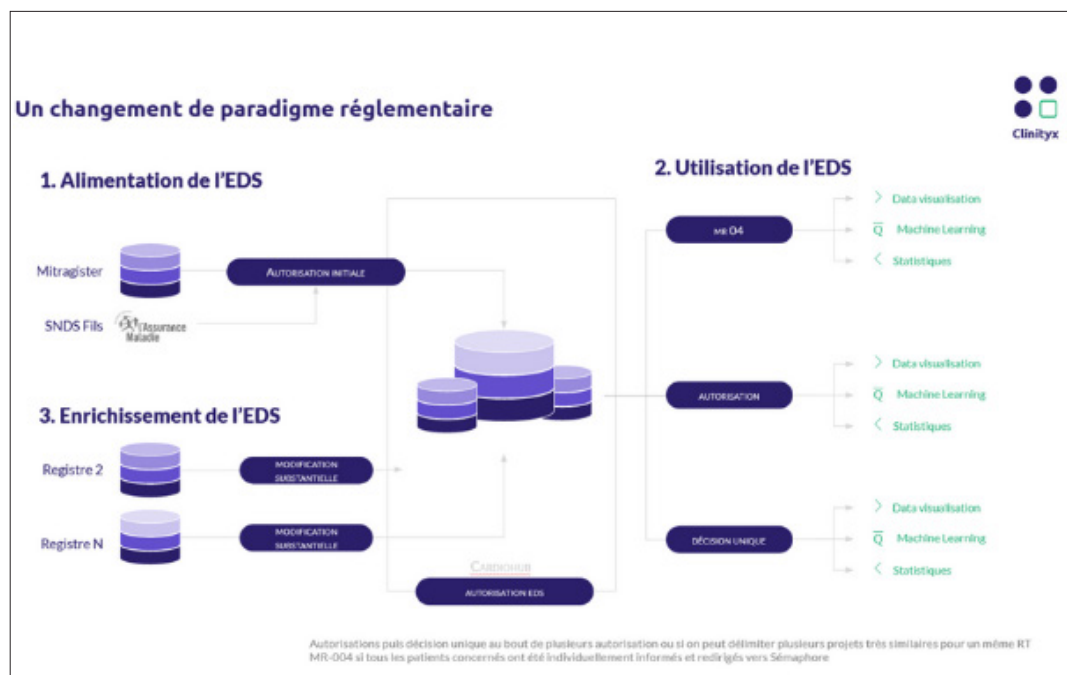 Un changement de paradigme réglementaire
Clinityx
1. Alimentation de l'EDS
Mitragister
AUTORISATION INITIALE
SNDS Fils
l'Assurance
Maladie
3. Enrichissement de l'EDS
Registre 2
MODIFICATION
SUBSTANTIELLE
Registre N
MODIFICATION
SUBSTANTIELLE
CARDIOHUB
AUTORISATION EDS
2. Utilisation de l'EDS
MR 04
Data visualisation
Machine Learning
Statistiques
AUTORISATION
Data visualisation
Machine Learning
Statistiques
DÉCISION UNIQUE
Data visualisation
Machine Learning
Statistiques
Autorisations puis décision unique au bout de plusieurs autorisation ou si on peut délimiter plusieurs projets très similaires pour un même RT
MR-004 si tous les patients concernés ont été individuellement informés et redirigés vers Sémaphore